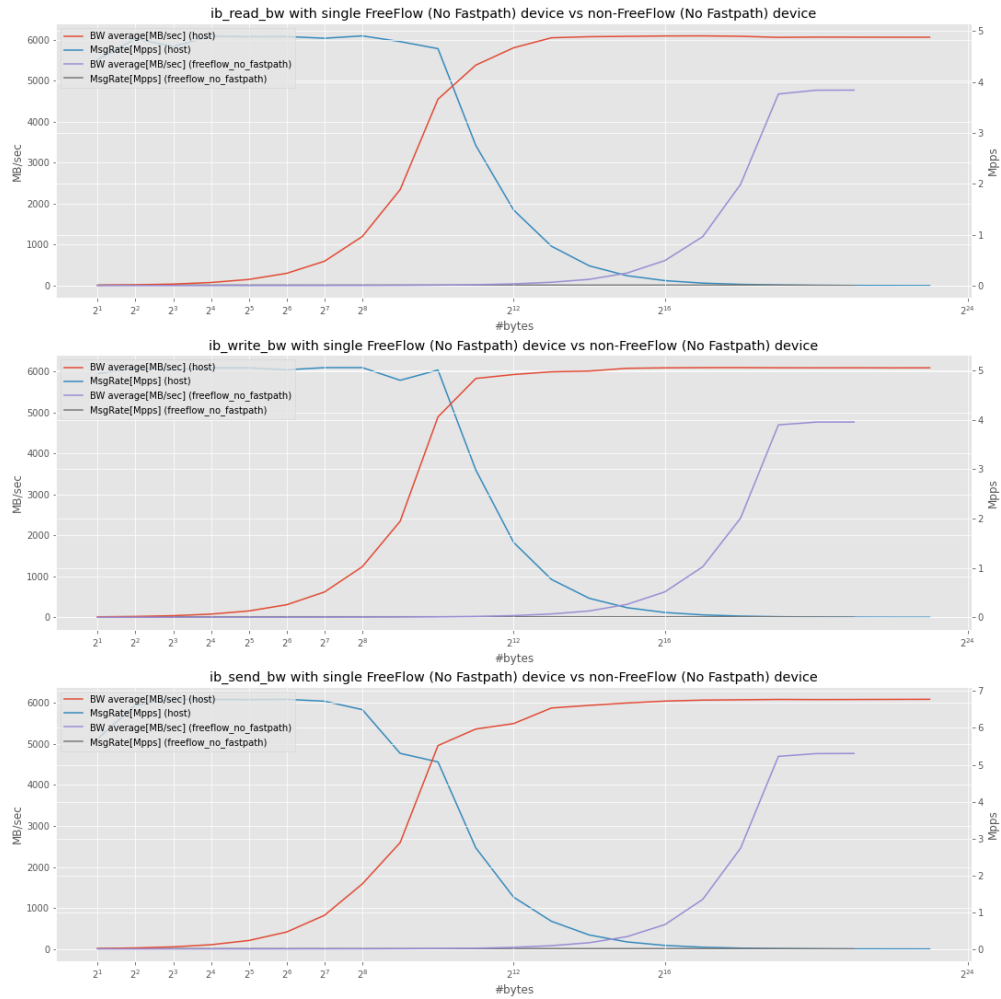 ib_read_bw with single FreeFlow (No Fastpath) device vs non-FreeFlow (No Fastpath) device
BW average[MB/sec] (host)
MsgRate[Mpps] (host)
BW average[MB/sec] (freeflow_no_fastpath)
MsgRate[Mpps] (freeflow_no_fastpath)
6000
5000
4000
3000
2000
1000
0
MB/sec
5
4
3
2
1
0
Mpps
2^1 2^2 2^3 2^4 2^5 2^6 2^7 2^8 2^12 2^16 2^24
#bytes
ib_write_bw with single FreeFlow (No Fastpath) device vs non-FreeFlow (No Fastpath) device
BW average[MB/sec] (host)
MsgRate[Mpps] (host)
BW average[MB/sec] (freeflow_no_fastpath)
MsgRate[Mpps] (freeflow_no_fastpath)
6000
5000
4000
3000
2000
1000
0
MB/sec
5
4
3
2
1
0
Mpps
2^1 2^2 2^3 2^4 2^5 2^6 2^7 2^8 2^12 2^16 2^24
#bytes
ib_send_bw with single FreeFlow (No Fastpath) device vs non-FreeFlow (No Fastpath) device
BW average[MB/sec] (host)
MsgRate[Mpps] (host)
BW average[MB/sec] (freeflow_no_fastpath)
MsgRate[Mpps] (freeflow_no_fastpath)
6000
5000
4000
3000
2000
1000
0
MB/sec
7
6
5
4
3
2
1
0
Mpps
2^1 2^2 2^3 2^4 2^5 2^6 2^7 2^8 2^12 2^16 2^24
#bytes